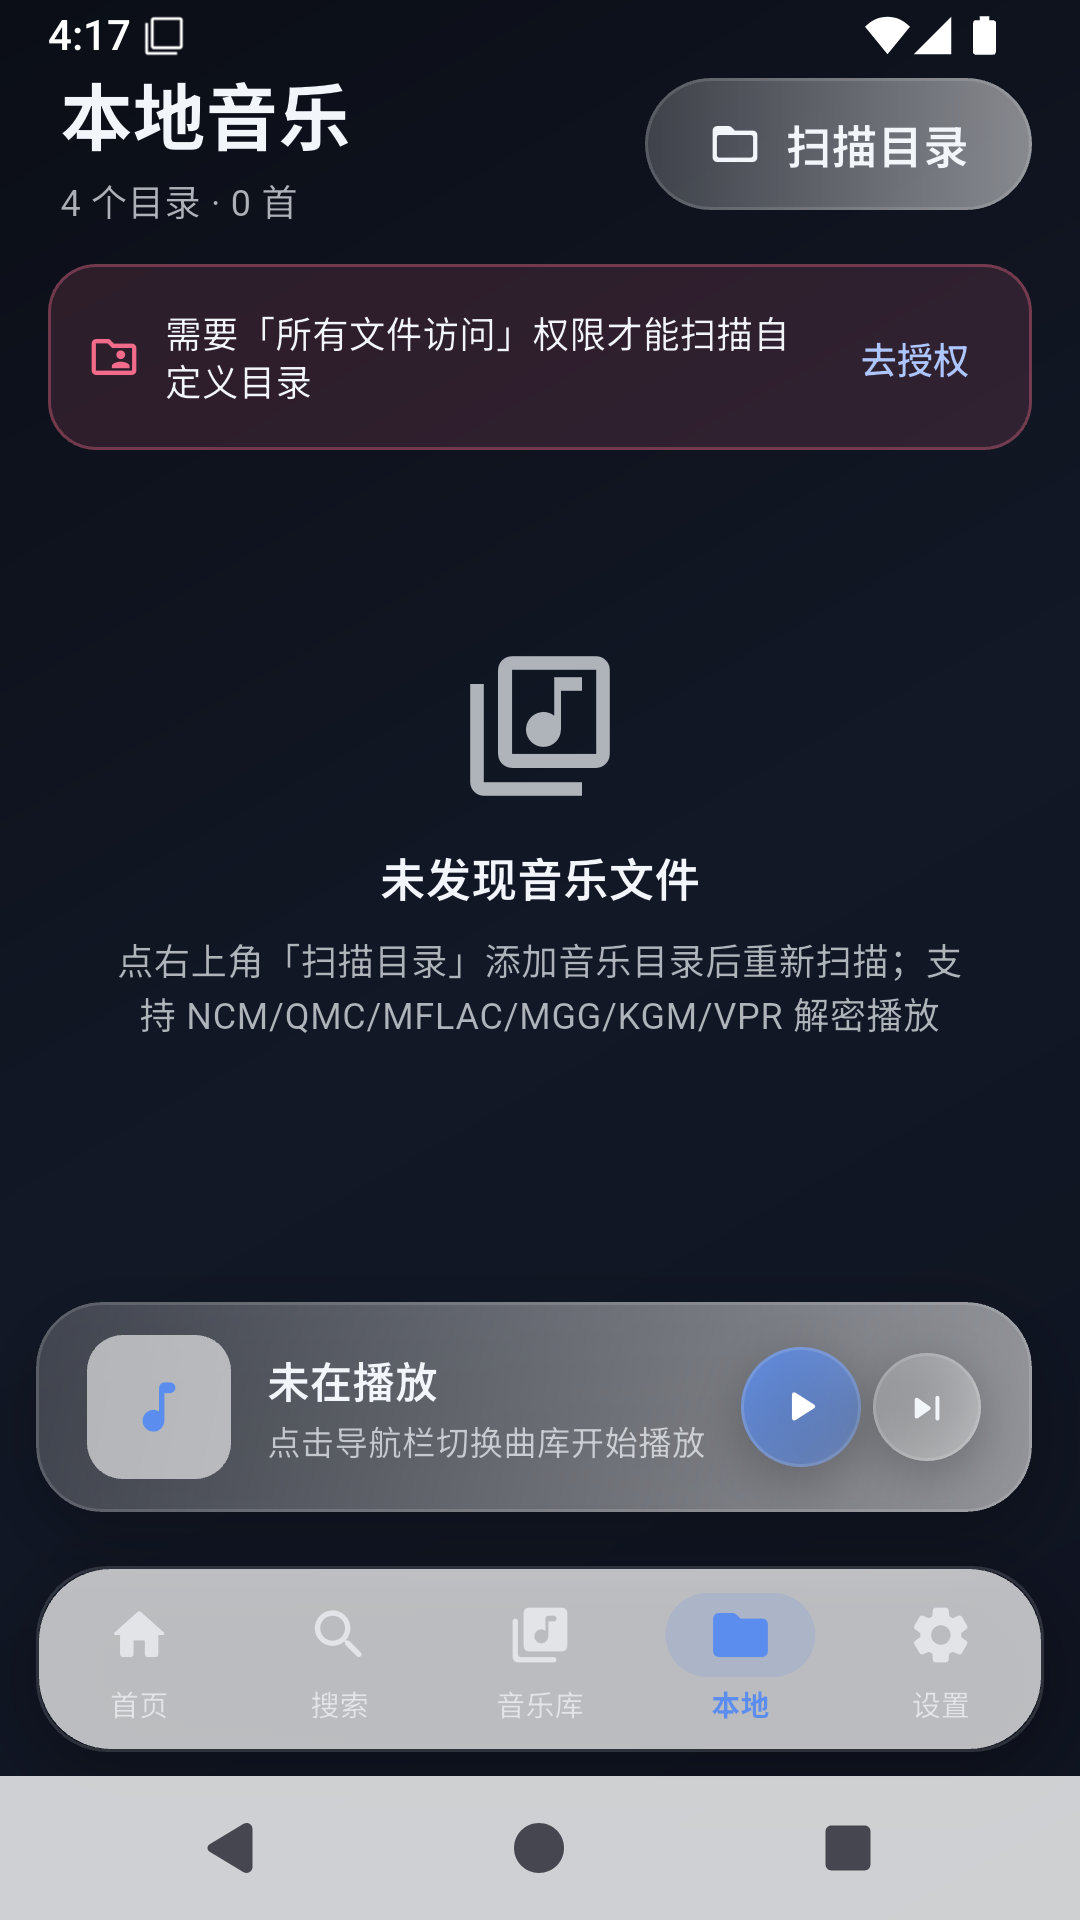 4:17
本地音乐
扫描目录
4 个目录 · 0 首
需要「所有文件访问」权限才能扫描自
定义目录
去授权
未发现音乐文件
点右上角「扫描目录」添加音乐目录后重新扫描；支
持 NCM/QMC/MFLAC/MGG/KGM/VPR 解密播放
未在播放
点击导航栏切换曲库开始播放
首页
搜索
音乐库
本地
设置